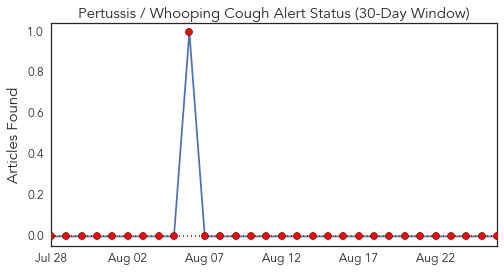 Pertussis / Whooping Cough Alert Status (30-Day Window)
Articles Found
1.0
0.8
0.6
0.4
0.2
0.0
Jul 28 Aug 02 Aug 07 Aug 12 Aug 17 Aug 22